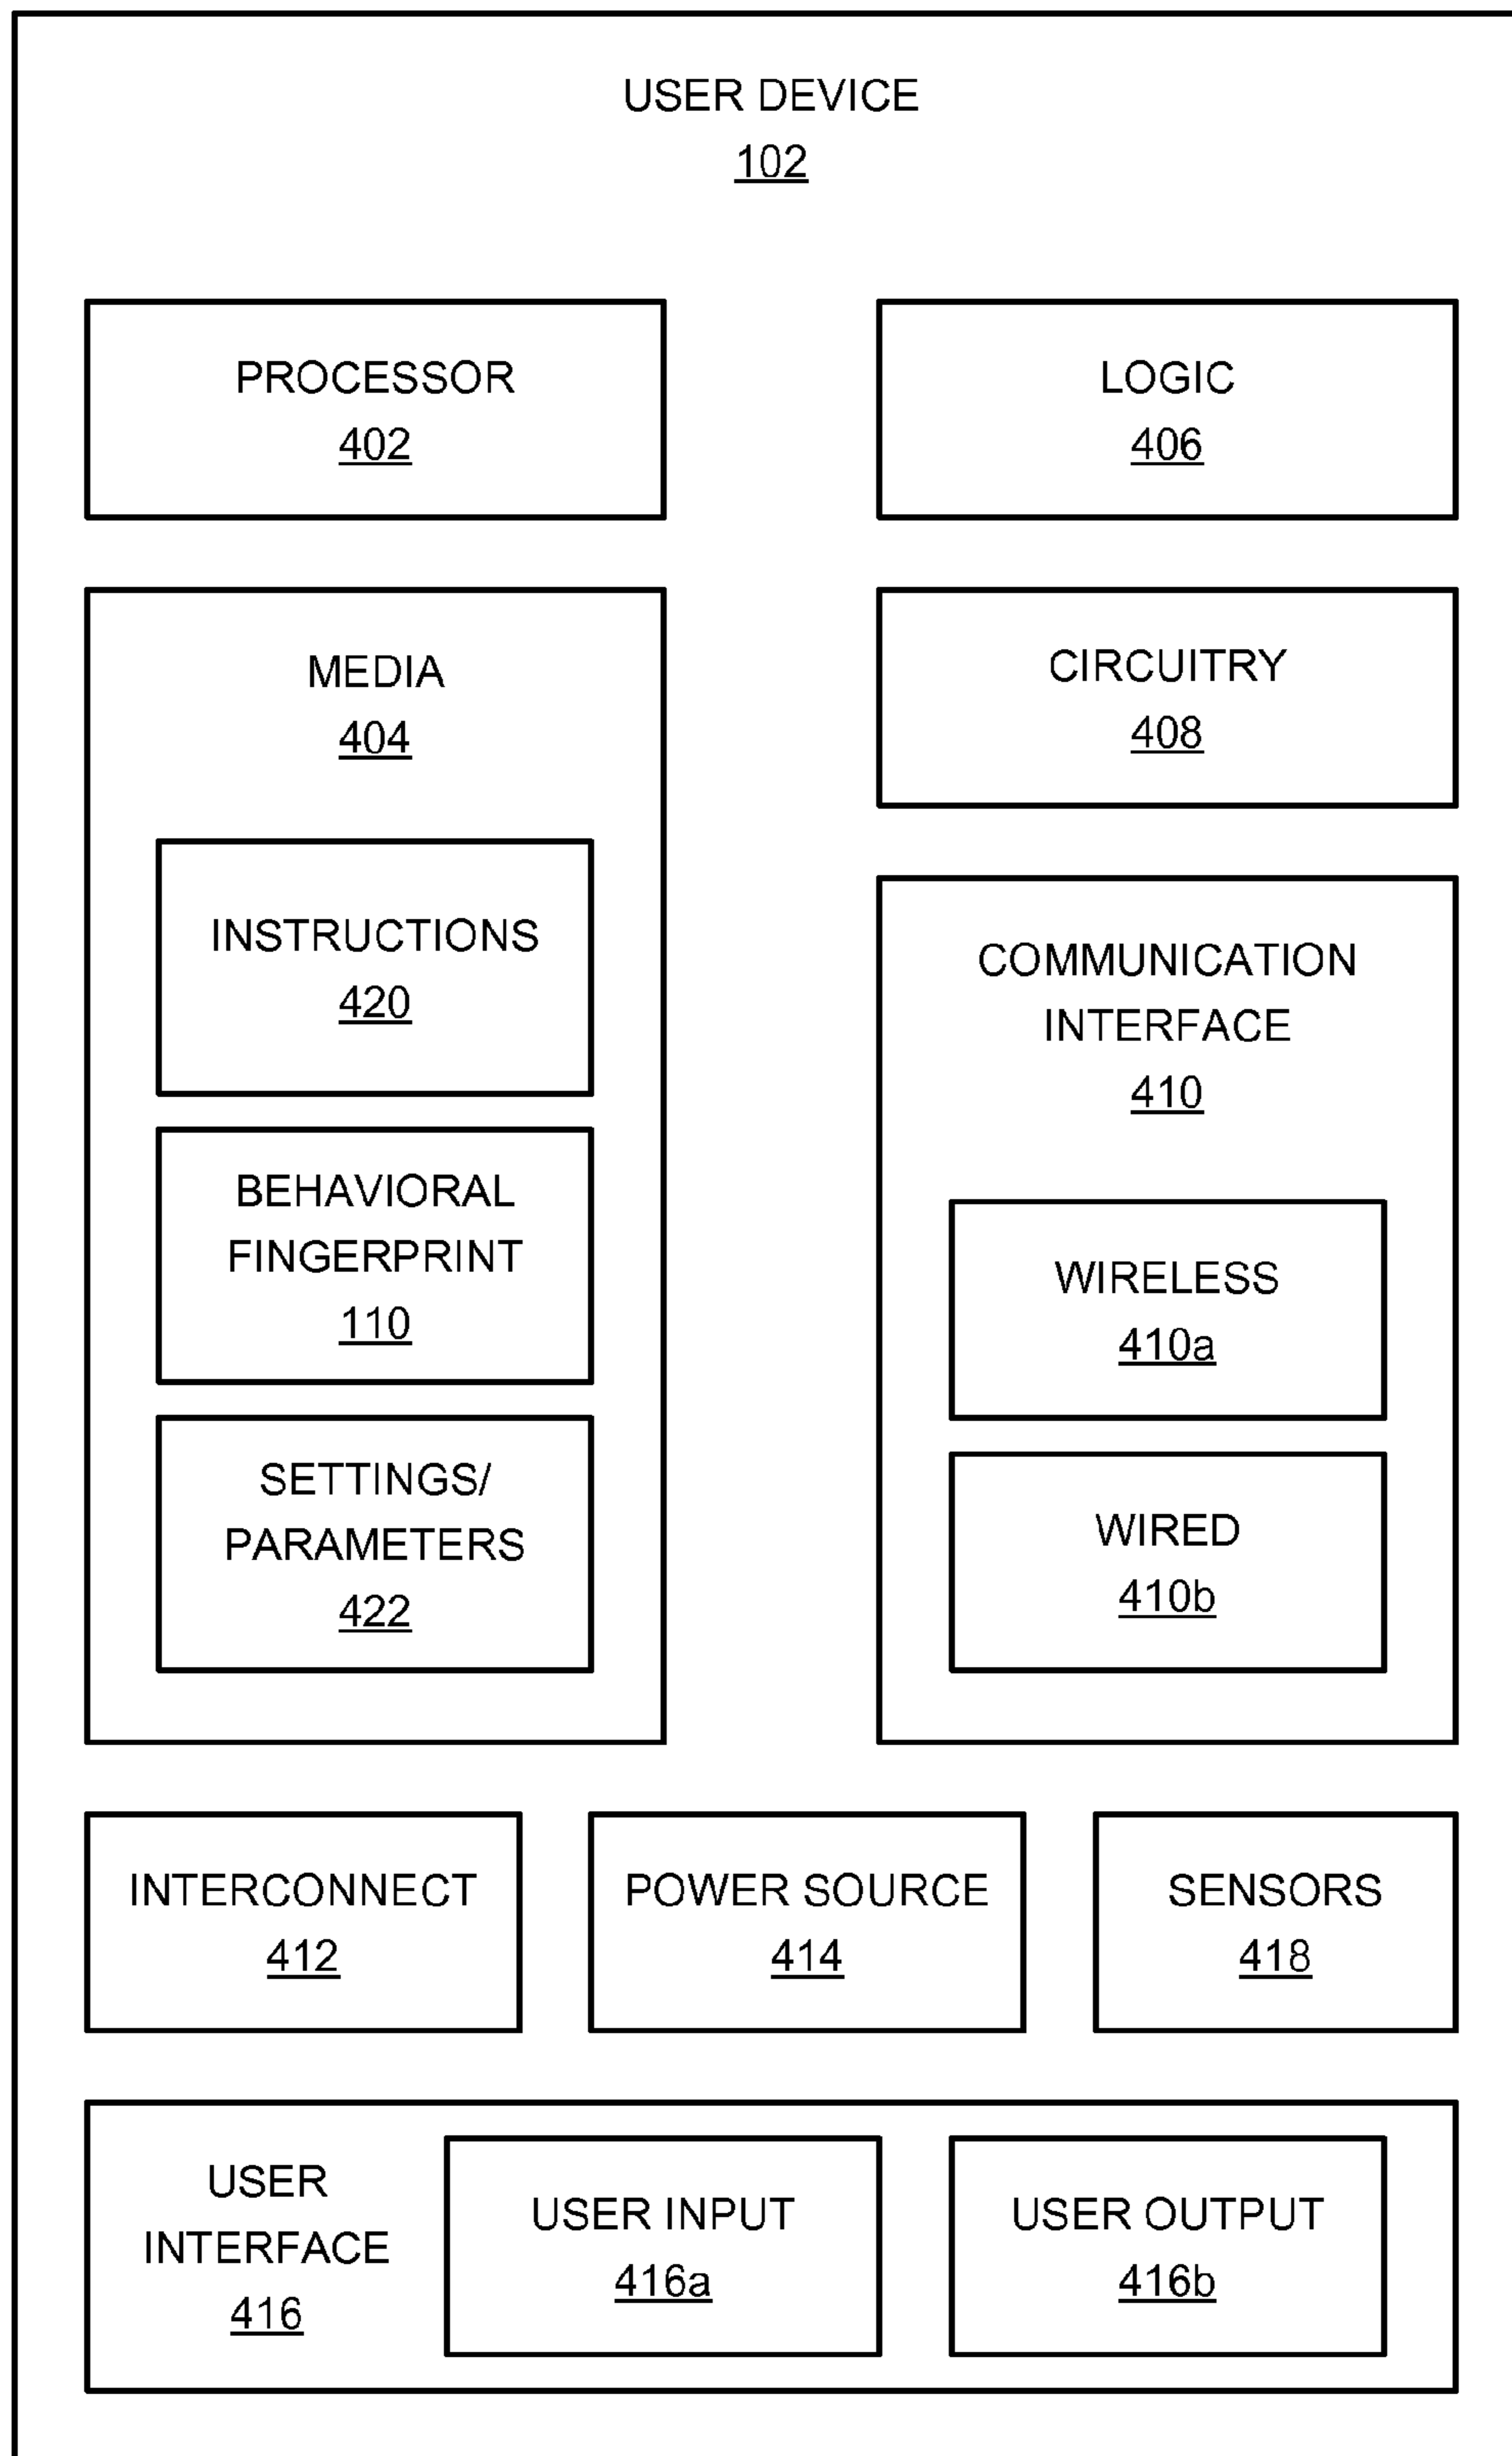 USER DEVICE
102
PROCESSOR
402
LOGIC
406
MEDIA
404
INSTRUCTIONS
420
BEHAVIORAL
FINGERPRINT
110
SETTINGS/
PARAMETERS
422
CIRCUITRY
408
COMMUNICATION
INTERFACE
410
WIRELESS
410a
WIRED
410b
INTERCONNECT
412
POWER SOURCE
414
SENSORS
418
USER
INTERFACE
416
USER INPUT
416a
USER OUTPUT
416b